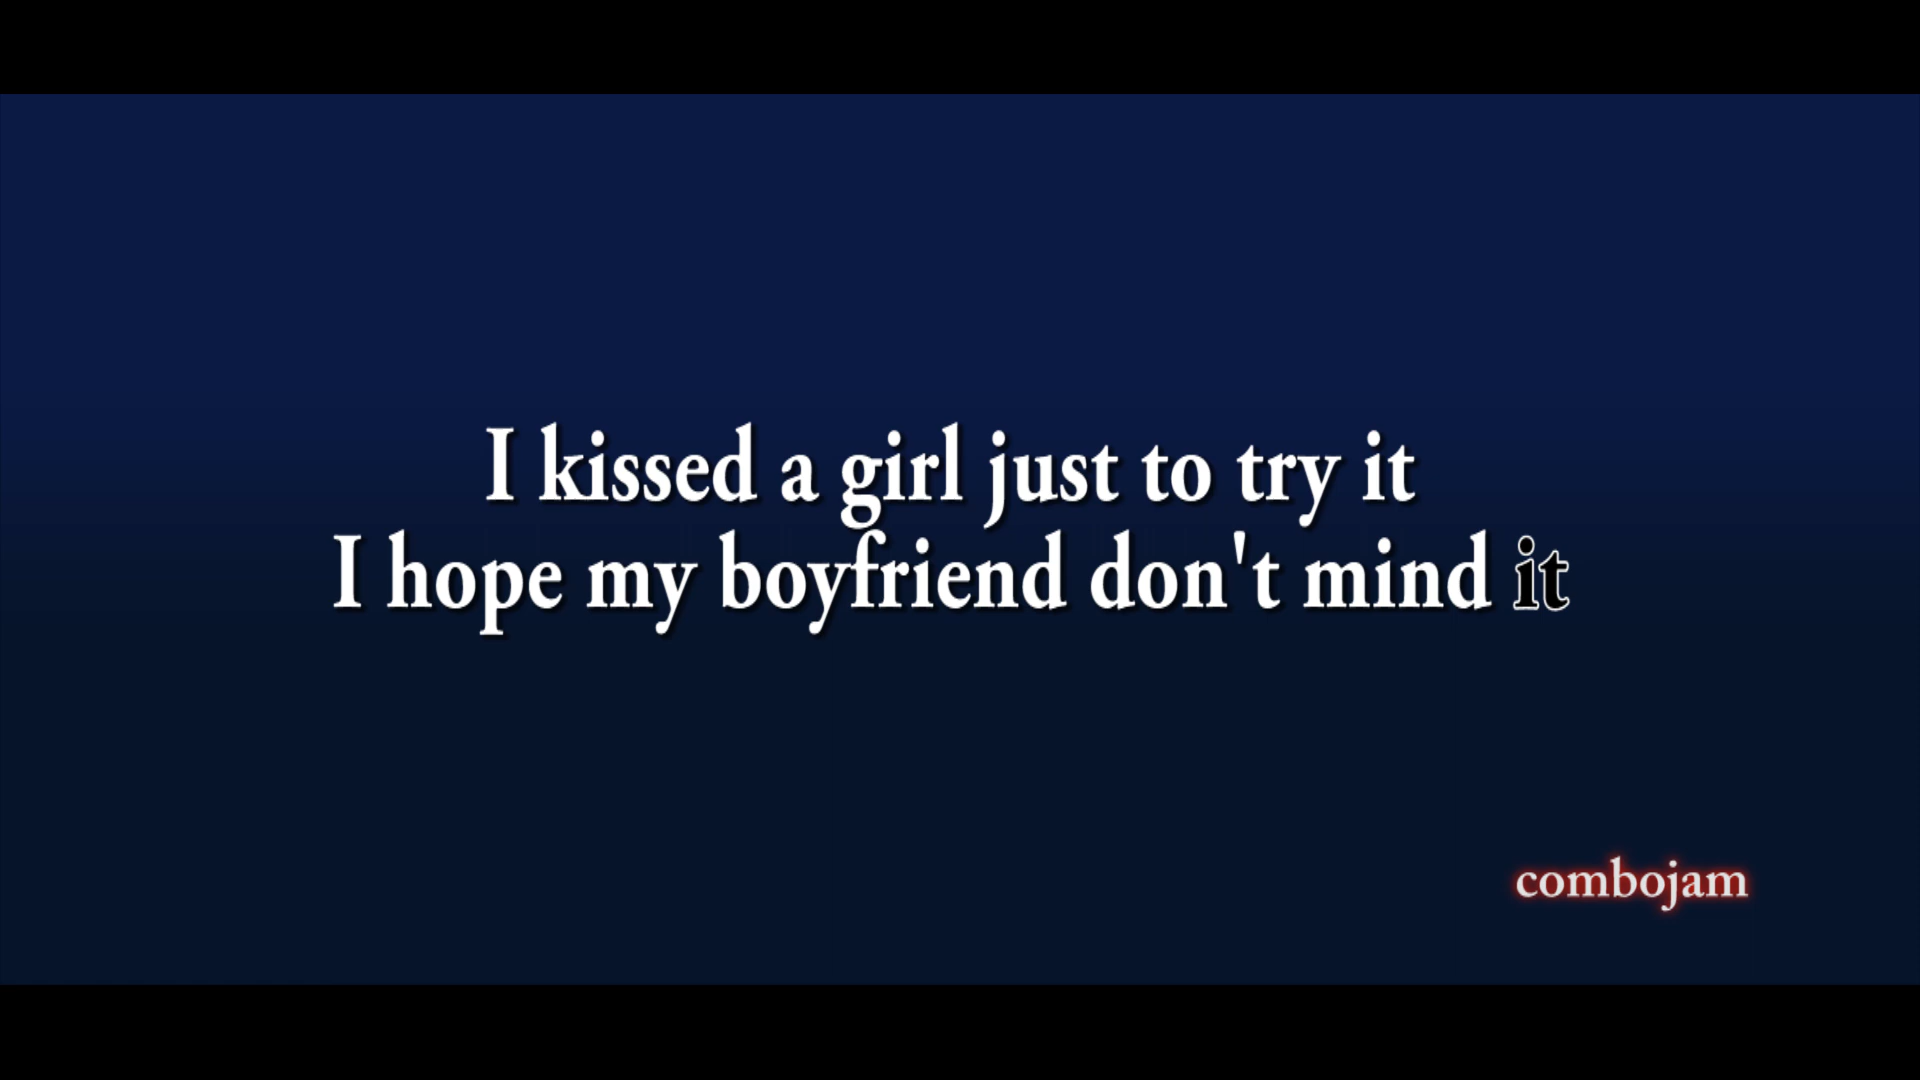 I kissed a girl just to try it
I hope my boyfriend don't mind it
combojam